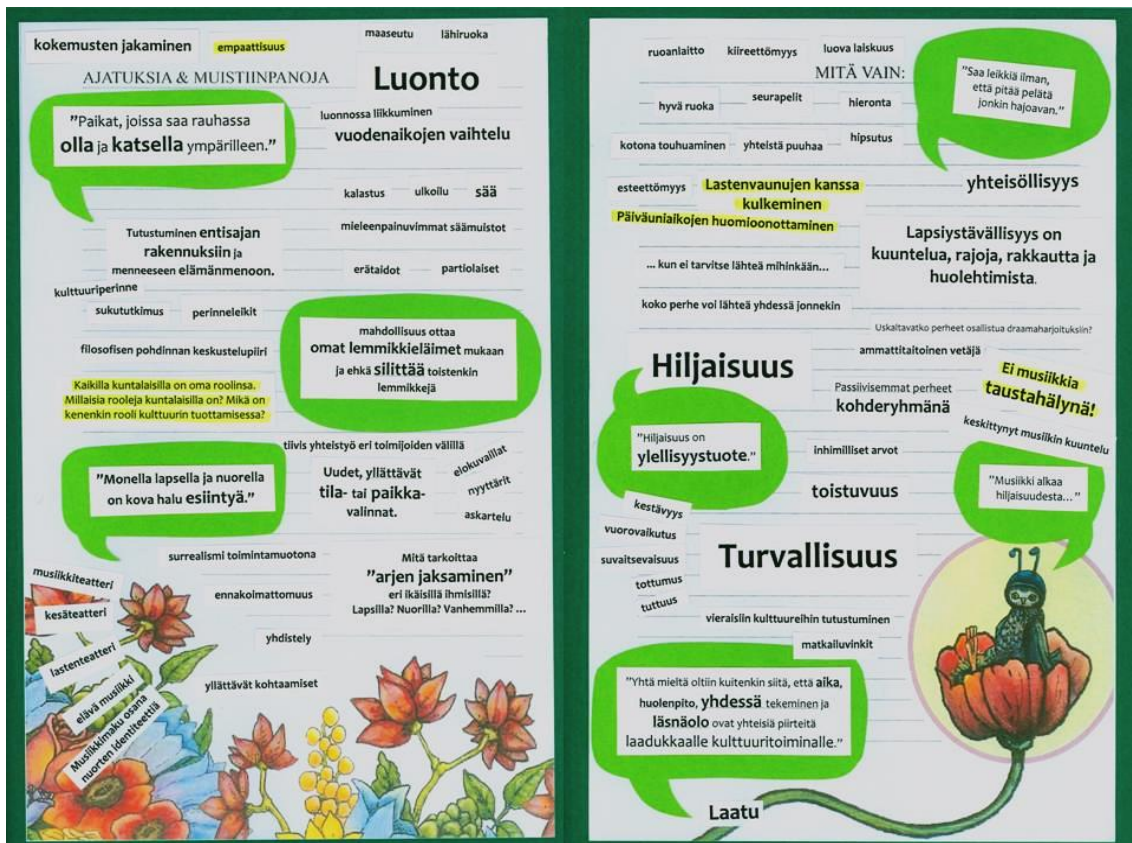 kokemusten jakaminen
empaattisuus
maaseutu
lähiruoka
AJATUKSIA & MUISTIINPANOJA
Luonto
"Paikat, joissa saa rauhassa
olla ja katsella ympärilleen."
luonnossa liikkuminen
vuodenaikojen vaihtelu
kalastus
ulkoilu
sää
Tutustuminen entisajan
rakennuksiin ja
menneeseen elämänmenoon.
mieleenpainuvimmat säämuistot
erätaidot
partiolaiset
kulttuuriperinne
sukututkimus
perinneleikit
mahdollisuus ottaa
omat lemmikkieläimet mukaan
ja ehkä silittää toistenkin
lemmikkejä
filosofisen pohdinnan keskustelupiiri
Kaikilla kuntalaisilla on oma roolinsa.
Millaisia rooleja kuntalaisilla on? Mikä on
kenenkin rooli kulttuurin tuottamisessa?
tiivis yhteistyö eri toimijoiden välillä
"Monella lapsella ja nuorella
on kova halu esiintyä."
Uudet, yllättävät
tila- tai paikka-
valinnat.
elokuvaillat
nyyttärit
askartelu
surrealismi toimintamuotona
Mitä tarkoittaa
"arjen jaksaminen"
eri ikäisillä ihmisillä?
Lapsilla? Nuorilla? Vanhemmilla? ...
musiikkiteatteri
ennakoimattomuus
kesäteatteri
yhdistely
lastenteatteri
yllättävät kohtaamiset
elävä musiikki
Musiikkimaku osana
nuorten identiteettiä
ruoanlaitto
kiireettömyys
luova laiskuus
MITÄ VAIN:
"Saa leikkiä ilman,
että pitää pelätä
jonkin hajoavan."
hyvä ruoka
seurapelit
hieronta
kotona touhuaminen
yhteistä puuhaa
hipsutus
esteettömyys
Lastenvaunujen kanssa
kulkeminen
Päiväuniaikojen huomioonottaminen
yhteisöllisyys
Lapsiystävällisyys on
kuuntelua, rajoja, rakkautta ja
huolehtimista.
... kun ei tarvitse lähteä mihinkään...
koko perhe voi lähteä yhdessä jonnekin
Uskaltavatko perheet osallistua draamaharjoituksiin?
Hiljaisuus
ammattitaitoinen vetäjä
Ei musiikkia
taustahälynä!
Passiivisemmat perheet
kohderyhmänä
keskittynyt musiikin kuuntelu
"Hiljaisuus on
ylellisyystuote."
inhimilliset arvot
toistuvuus
"Musiikki alkaa
hiljaisuudesta..."
kestävyys
vuorovaikutus
suvaitsevaisuus
tottumus
tuttuus
Turvallisuus
vieraisiin kulttuureihin tutustuminen
matkailuvinkit
"Yhtä mieltä oltiin kuitenkin siitä, että aika,
huolenpito, yhdessä tekeminen ja
läsnäolo ovat yhteisiä piirteitä
laadukkaalle kulttuuritoiminalle."
Laatu